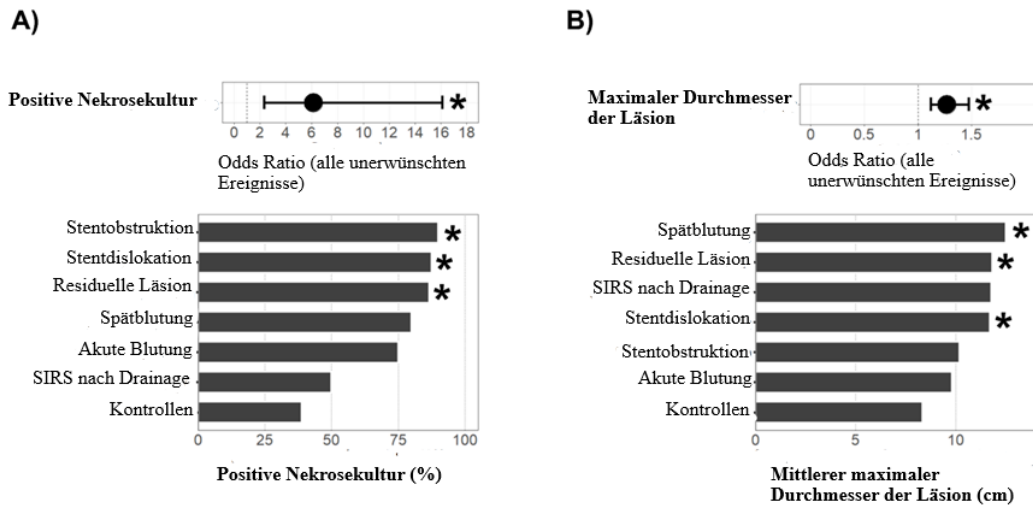 A)
Positive Nekrosekultur
*
0 2 4 6 8 10 12 14 16 18
Odds Ratio (alle unerwünschten
Ereignisse)
Stentobstruktion *
Stentdislokation *
Residuelle Läsion *
Spätblutung
Akute Blutung
SIRS nach Drainage
Kontrollen
0 25 50 75 100
Positive Nekrosekultur (%)
B)
Maximaler Durchmesser
der Läsion
*
0 0.5 1 1.5
Odds Ratio (alle
unerwünschten Ereignisse)
Spätblutung *
Residuelle Läsion *
SIRS nach Drainage
Stentdislokation *
Stentobstruktion
Akute Blutung
Kontrollen
0 5 10
Mittlerer maximaler
Durchmesser der Läsion (cm)